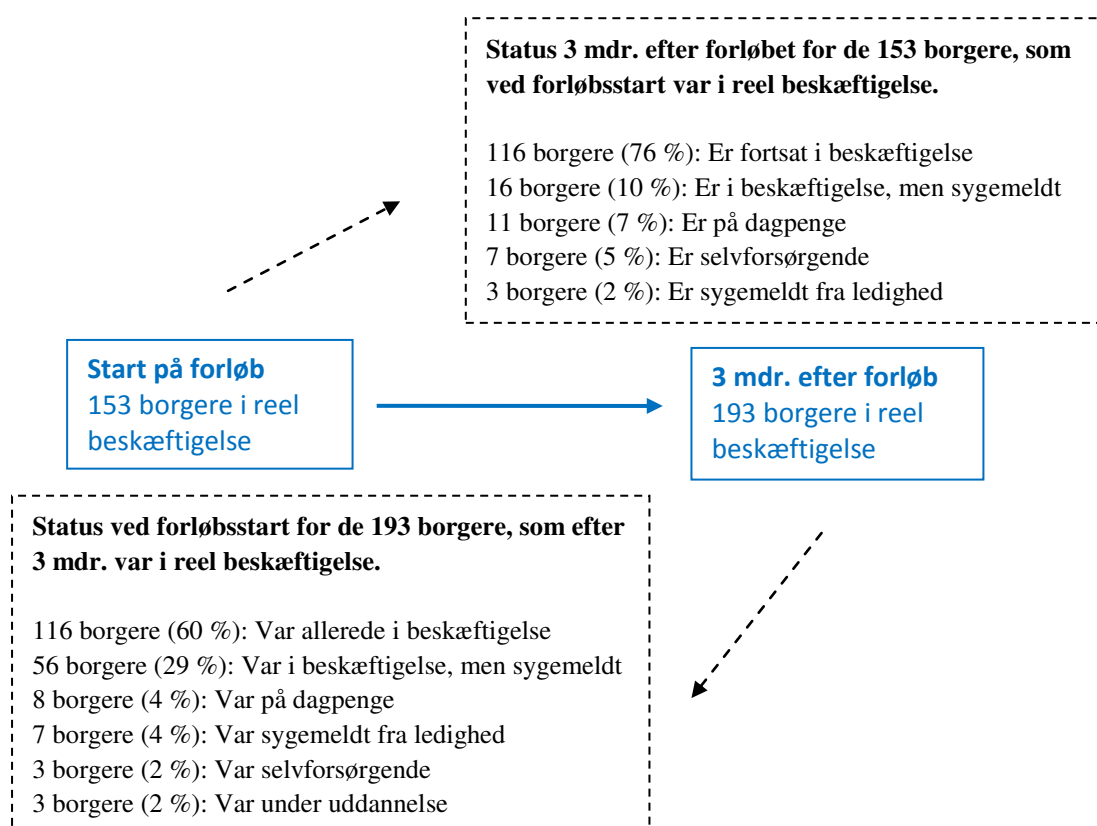 Status 3 mdr. efter forløbet for de 153 borgere, som
ved forløbsstart var i reel beskæftigelse.
116 borgere (76 %): Er fortsat i beskæftigelse
16 borgere (10 %): Er i beskæftigelse, men sygemeldt
11 borgere (7 %): Er på dagpenge
7 borgere (5 %): Er selvforsørgende
3 borgere (2 %): Er sygemeldt fra ledighed
Start på forløb
153 borgere i reel
beskæftigelse
3 mdr. efter forløb
193 borgere i reel
beskæftigelse
Status ved forløbsstart for de 193 borgere, som efter
3 mdr. var i reel beskæftigelse.
116 borgere (60 %): Var allerede i beskæftigelse
56 borgere (29 %): Var i beskæftigelse, men sygemeldt
8 borgere (4 %): Var på dagpenge
7 borgere (4 %): Var sygemeldt fra ledighed
3 borgere (2 %): Var selvforsørgende
3 borgere (2 %): Var under uddannelse